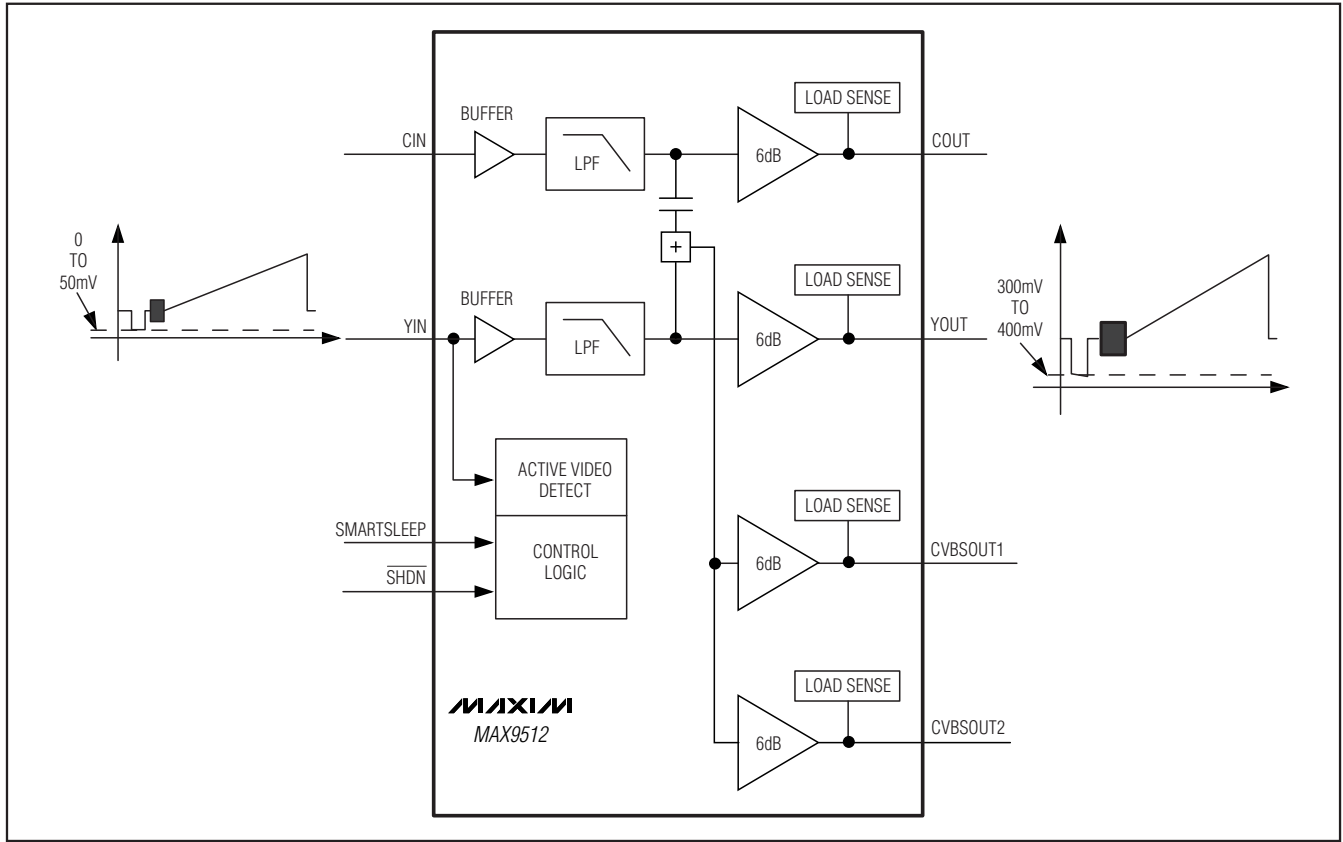 LOAD SENSE
BUFFER
CIN
LPF
6dB
COUT
0
TO
50mV
+
LOAD SENSE
BUFFER
YIN
LPF
6dB
YOUT
300mV
TO
400mV
ACTIVE VIDEO
DETECT
LOAD SENSE
SMARTSLEEP
CONTROL
LOGIC
SHDN
6dB
CVBSOUT1
LOAD SENSE
MAXIM
MAX9512
6dB
CVBSOUT2